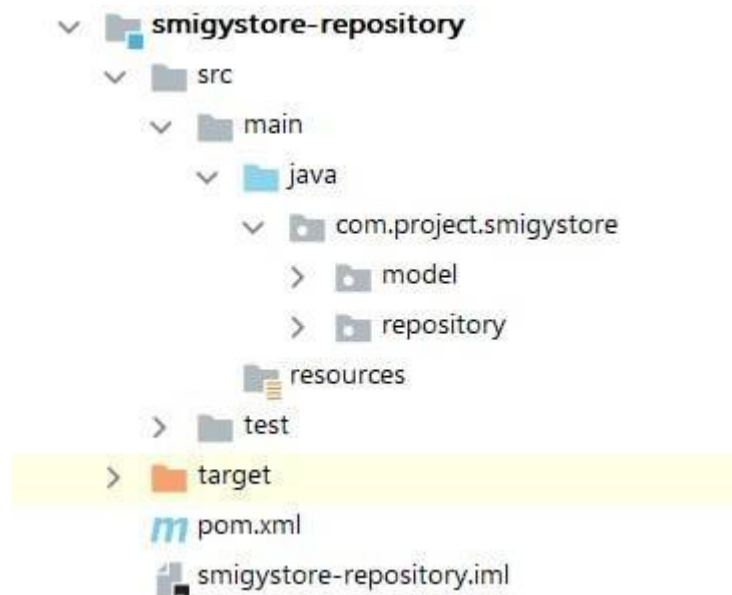 smigystore-repository
src
main
java
com.project.smigystore
model
repository
resources
test
target
pom.xml
smigystore-repository.iml